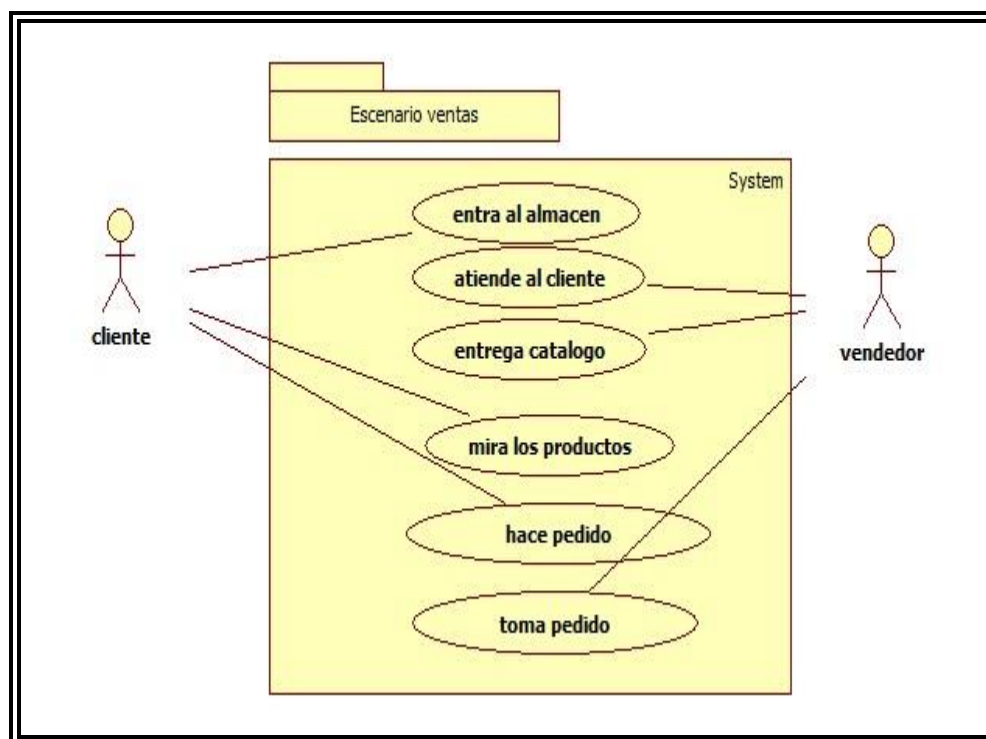 Escenario ventas
System
entra al almacen
atiende al cliente
entrega catalogo
cliente
vendedor
mira los productos
hace pedido
toma pedido